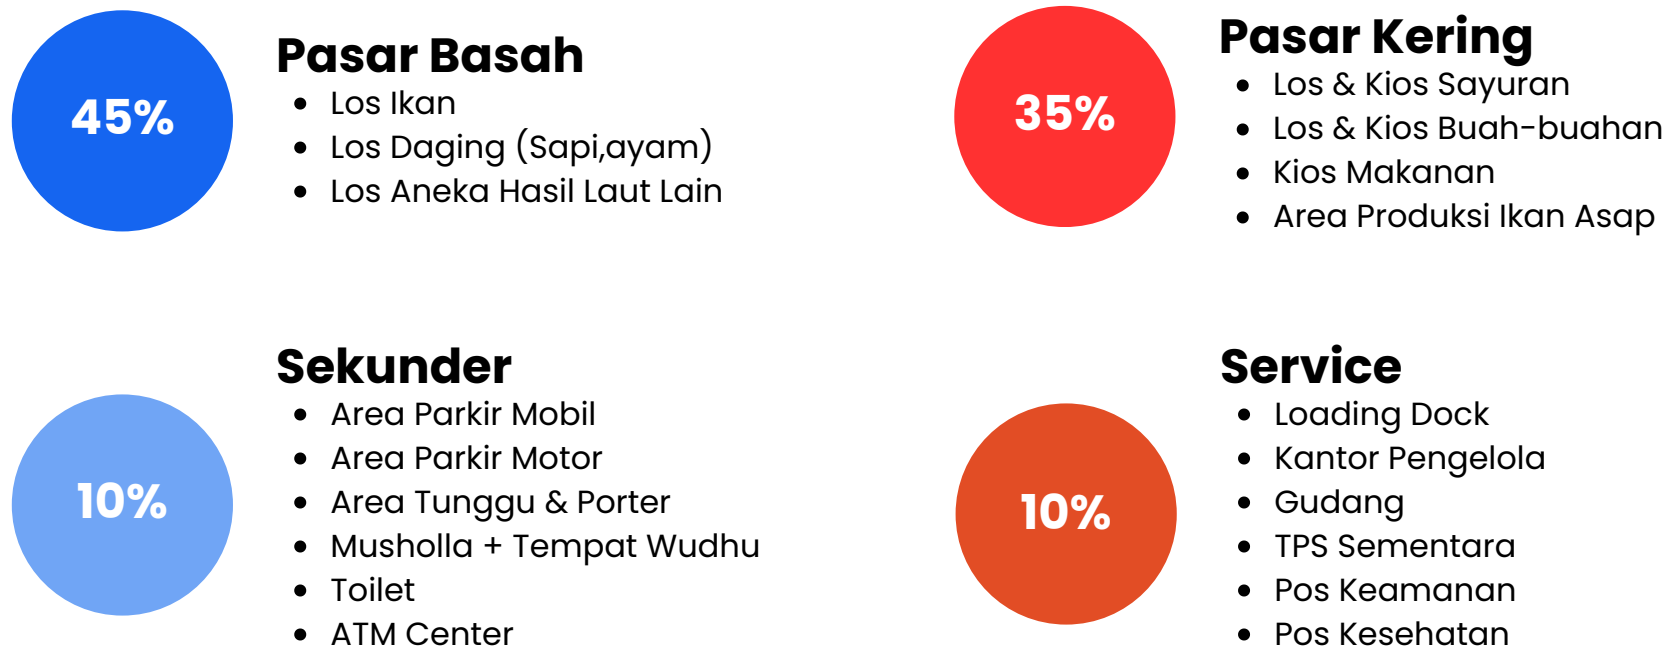 45%
Pasar Basah
Los Ikan
Los Daging (Sapi,ayam)
Los Aneka Hasil Laut Lain
35%
Pasar Kering
Los & Kios Sayuran
Los & Kios Buah-buahan
Kios Makanan
Area Produksi Ikan Asap
10%
Sekunder
Area Parkir Mobil
Area Parkir Motor
Area Tunggu & Porter
Musholla + Tempat Wudhu
Toilet
ATM Center
10%
Service
Loading Dock
Kantor Pengelola
Gudang
TPS Sementara
Pos Keamanan
Pos Kesehatan